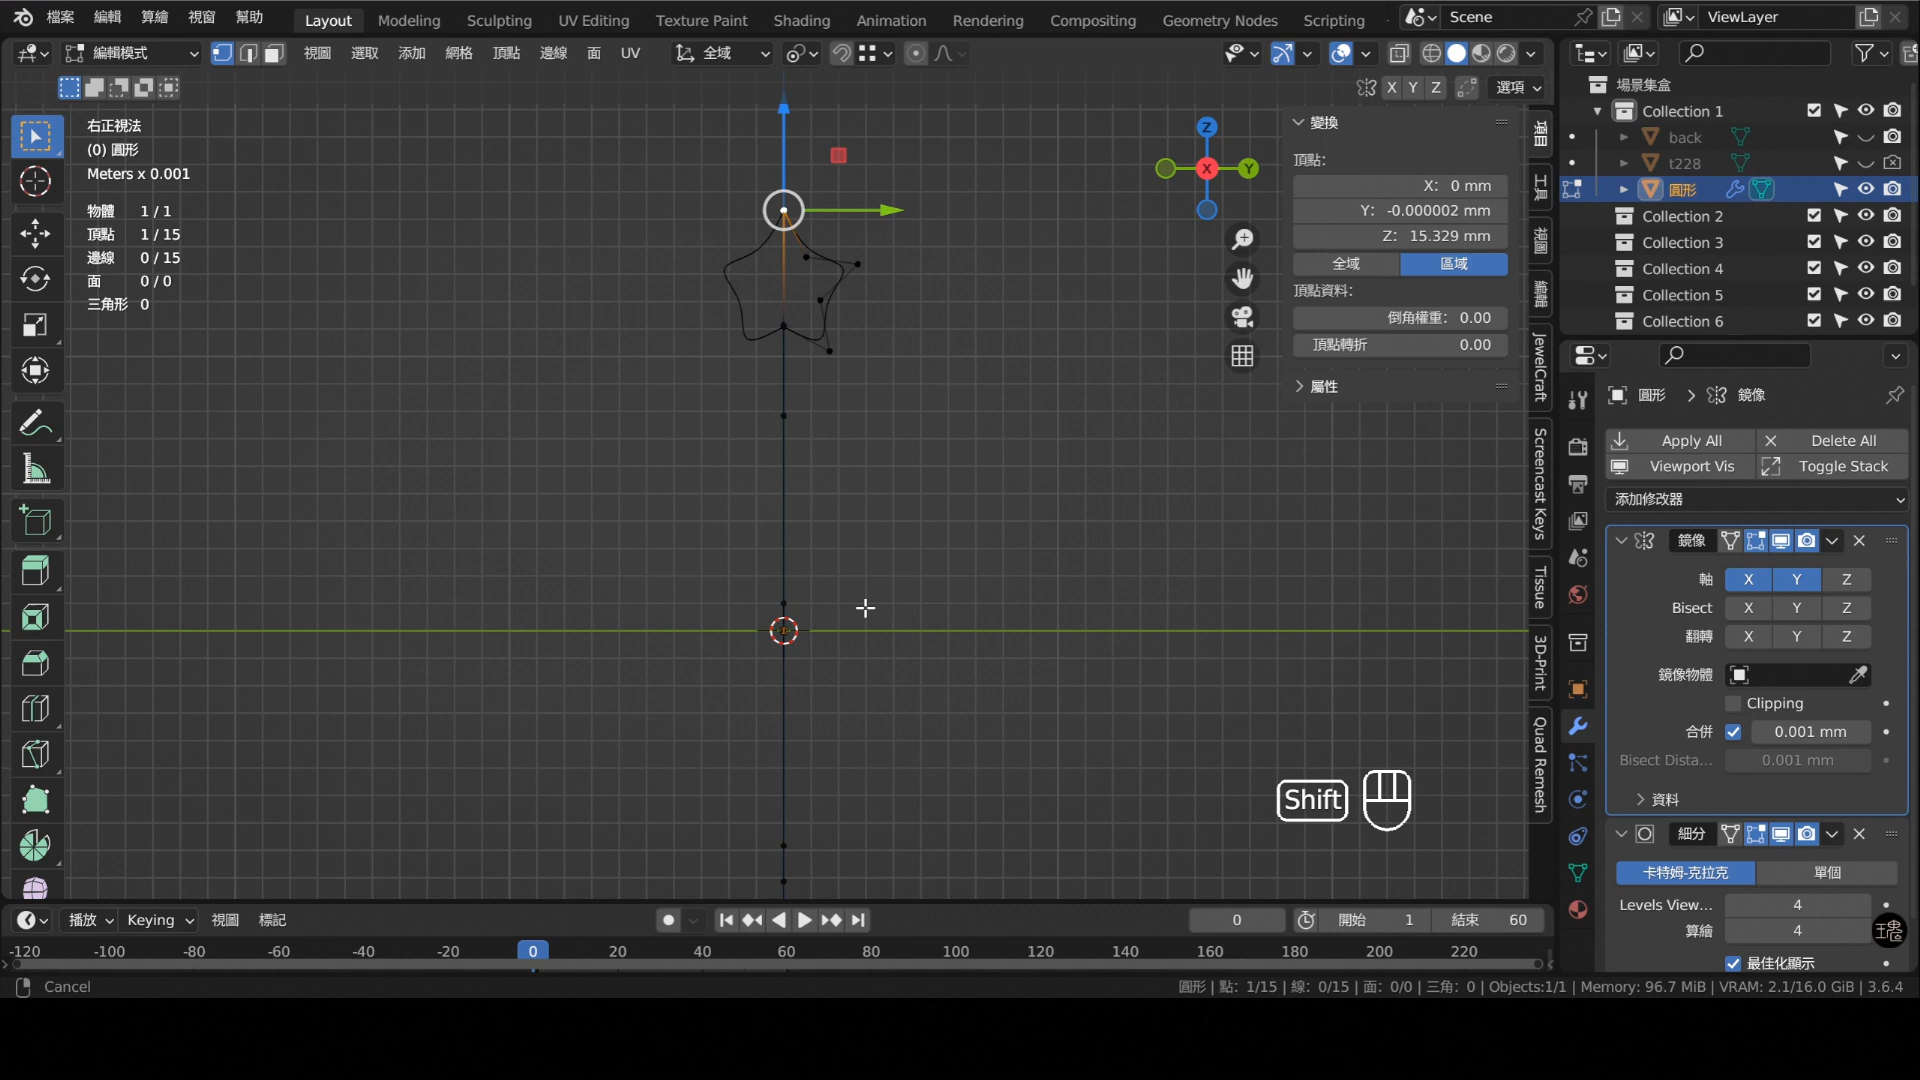 檔案 編輯 算繪 視窗 幫助 Layout Modeling Sculpting UV Editing Texture Paint Shading Animation Rendering Compositing Geometry Nodes Scripting Scene ViewLayer
編輯模式 視圖 選取 添加 網格 頂點 邊線 面 UV 全域
X Y Z 選項
右正視法
(0) 圓形
Meters x 0.001
物體 1 / 1
頂點 1 / 15
邊線 0 / 15
面 0 / 0
三角形 0
Z
X
Y
變換
頂點:
X: 0 mm
Y: -0.000002 mm
Z: 15.329 mm
全域 區域
頂點資料:
倒角權重: 0.00
頂點轉折 0.00
屬性
項目
工具
視圖
編輯
JewelCraft
Screencast Keys
Tissue
3D-Print
Quad Remesh
場景集盒
Collection 1
back
t228
圓形
Collection 2
Collection 3
Collection 4
Collection 5
Collection 6
圓形 鏡像
Apply All Delete All
Viewport Vis Toggle Stack
添加修改器
鏡像
軸 X Y Z
Bisect X Y Z
翻轉 X Y Z
鏡像物體
Clipping
合併 0.001 mm
Bisect Dista... 0.001 mm
資料
細分
卡特姆-克拉克 單個
Levels View... 4
算繪 4
最佳化顯示
Shift
播放 Keying 視圖 標記 0 開始 1 結束 60
-120 -100 -80 -60 -40 -20 0 20 40 60 80 100 120 140 160 180 200 220
Cancel 圓形 | 點: 1/15 | 線: 0/15 | 面: 0/0 | 三角: 0 | Objects:1/1 | Memory: 96.7 MiB | VRAM: 2.1/16.0 GiB | 3.6.4